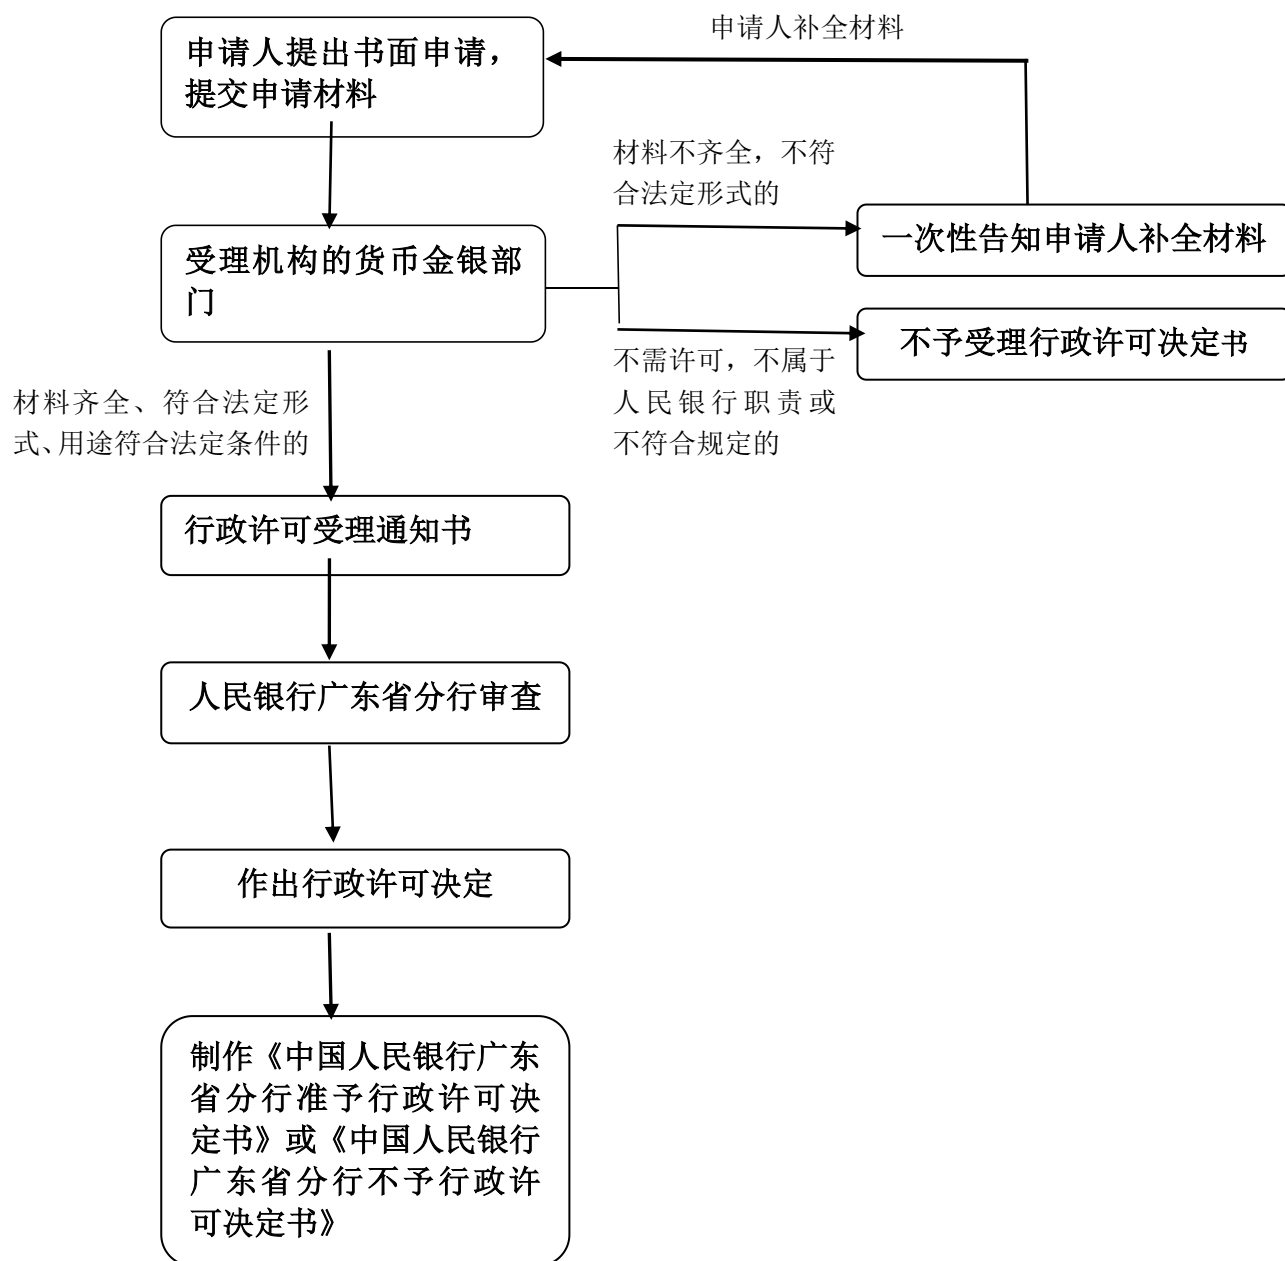 申请人补全材料
申请人提出书面申请，
提交申请材料
材料不齐全，不符
合法定形式的
一次性告知申请人补全材料
受理机构的货币金银部
门
不予受理行政许可决定书
不需许可，不属于
人民银行职责或
不符合规定的
材料齐全、符合法定形
式、用途符合法定条件的
行政许可受理通知书
人民银行广东省分行审查
作出行政许可决定
制作《中国人民银行广东
省分行准予行政许可决
定书》或《中国人民银行
广东省分行不予行政许
可决定书》